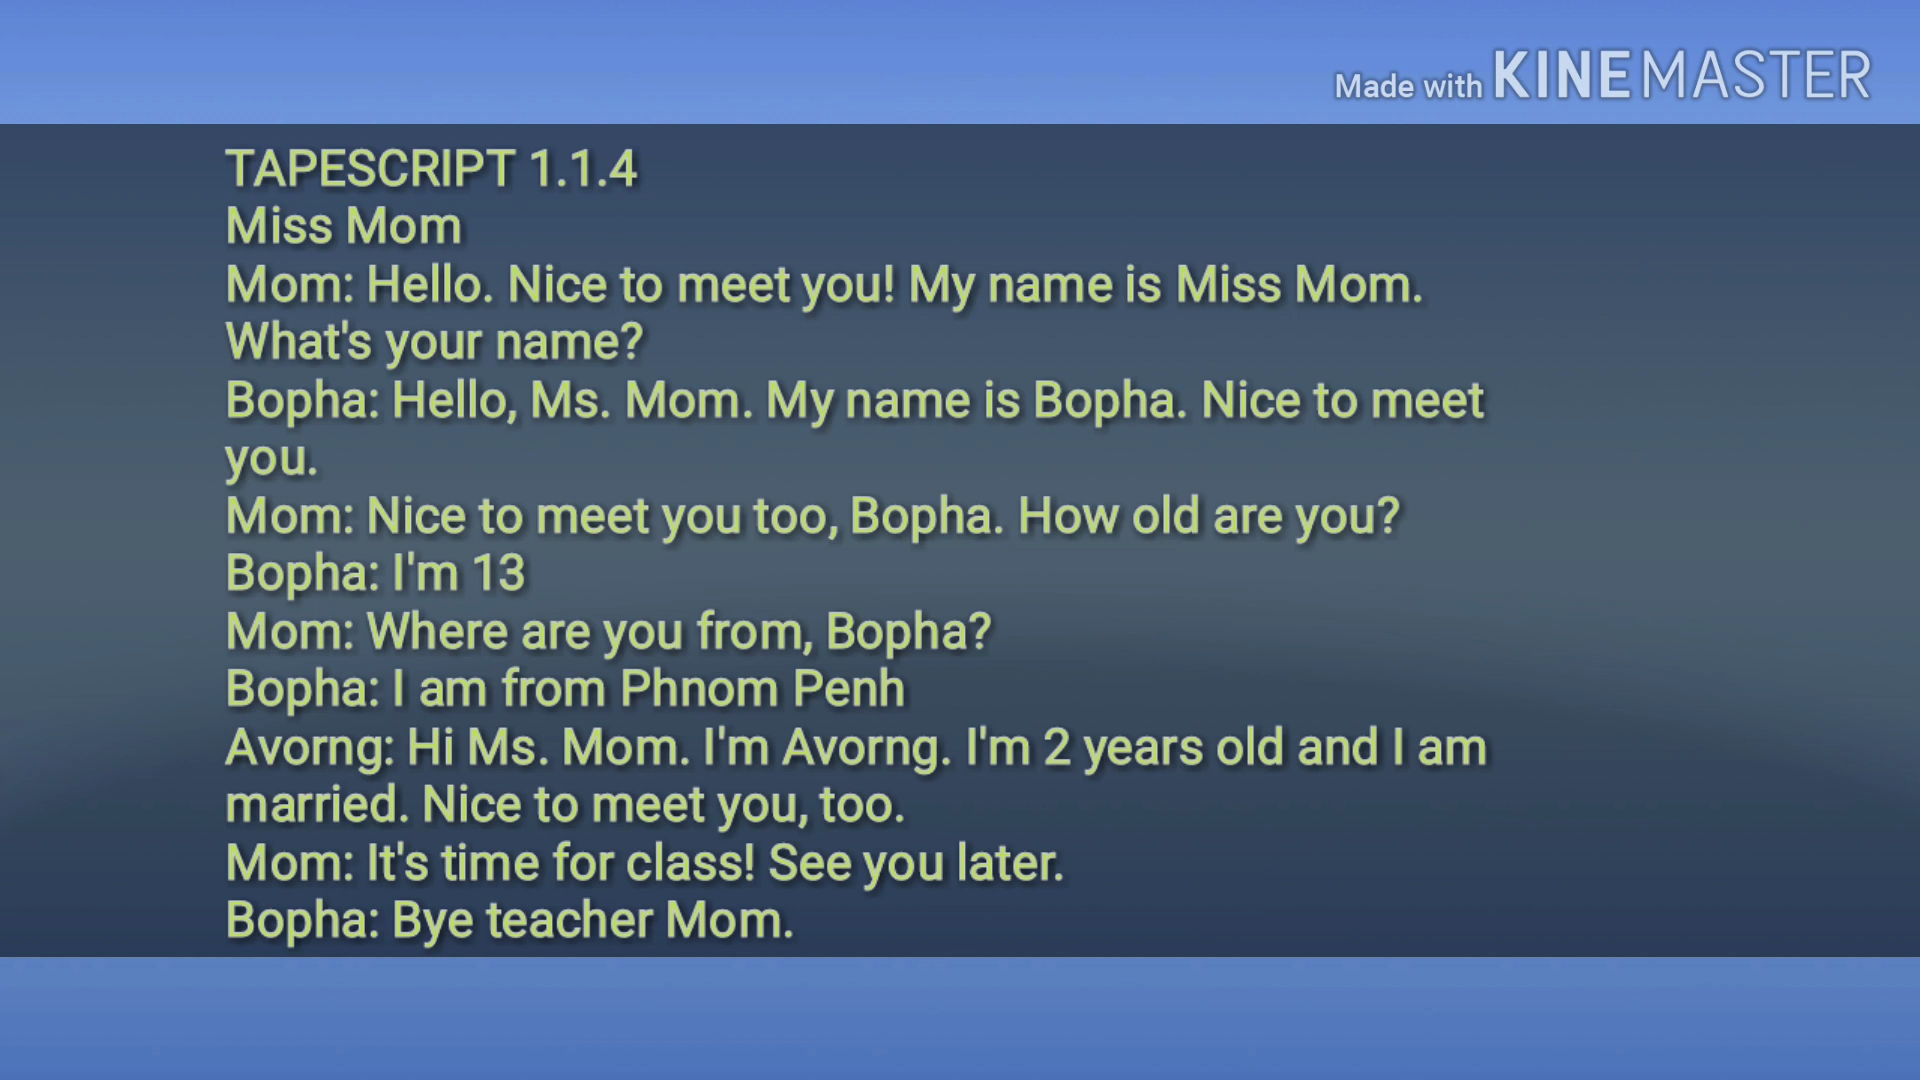 Made with KINEMASTER
TAPESCRIPT 1.1.4
Miss Mom
Mom: Hello. Nice to meet you! My name is Miss Mom.
What's your name?
Bopha: Hello, Ms. Mom. My name is Bopha. Nice to meet
you.
Mom: Nice to meet you too, Bopha. How old are you?
Bopha: I'm 13
Mom: Where are you from, Bopha?
Bopha: I am from Phnom Penh
Avorng: Hi Ms. Mom. I'm Avorng. I'm 2 years old and I am
married. Nice to meet you, too.
Mom: It's time for class! See you later.
Bopha: Bye teacher Mom.